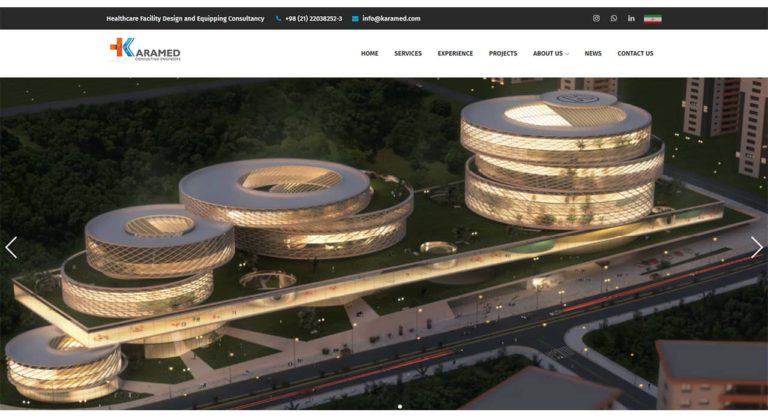 Healthcare Facility Design and Equipping Consultancy +98 (21) 22038252-3 info@karamed.com
KARAMED
CONSULTING ENGINEERS
HOME SERVICES EXPERIENCE PROJECTS ABOUT US NEWS CONTACT US